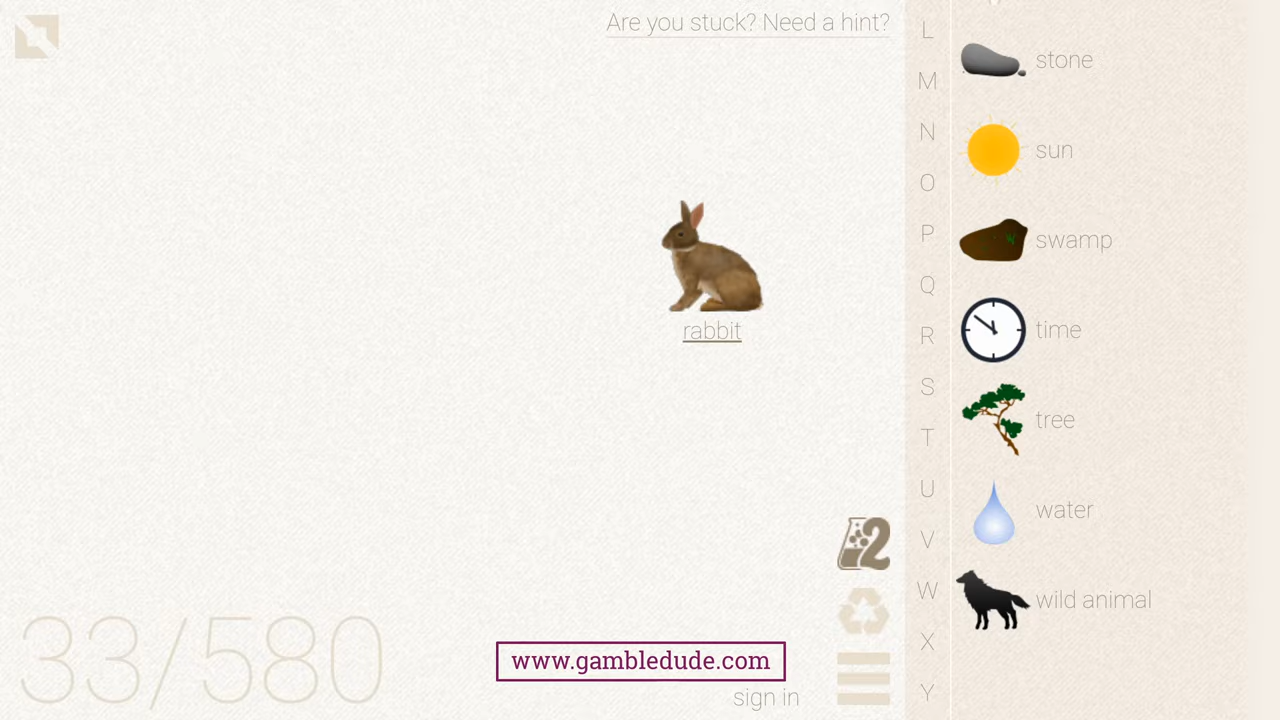 Are you stuck? Need a hint?
rabbit
2
33/580
www.gambledude.com
sign in
L
M
N
O
P
Q
R
S
T
U
V
W
X
Y
stone
sun
swamp
time
tree
water
wild animal